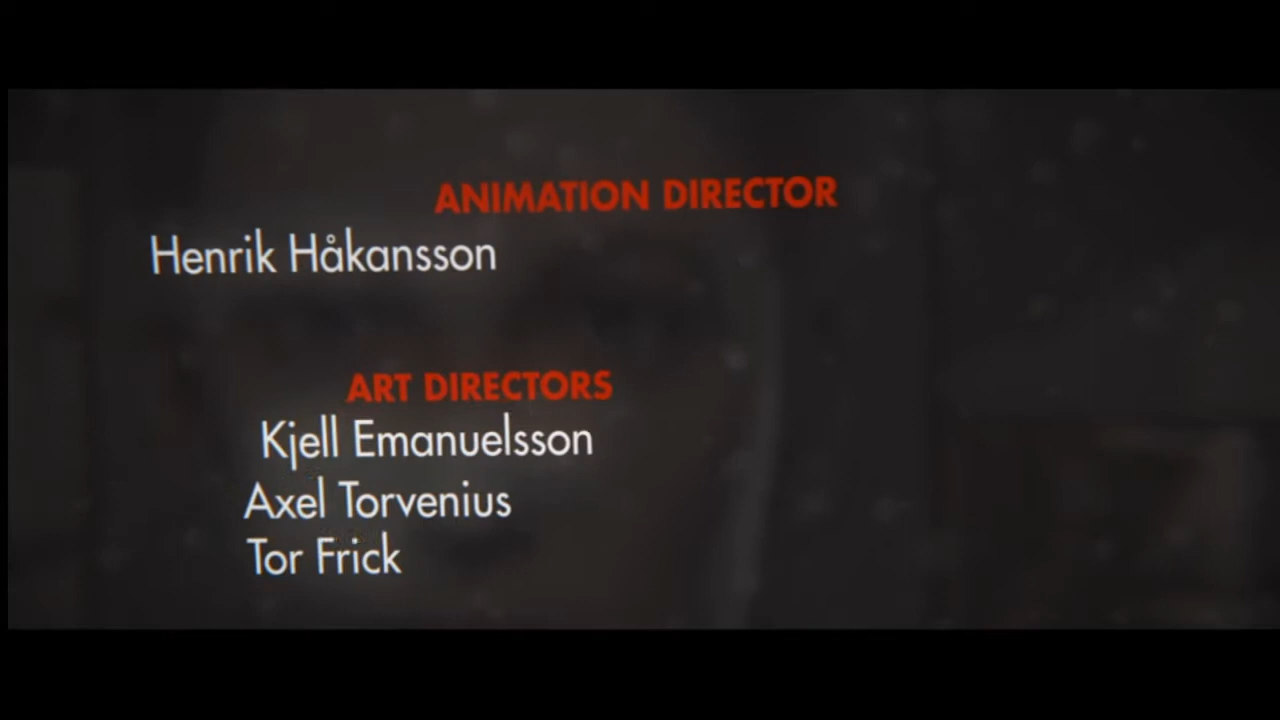 ANIMATION DIRECTOR
Henrik Håkansson
ART DIRECTORS
Kjell Emanuelsson
Axel Torvenius
Tor Frick